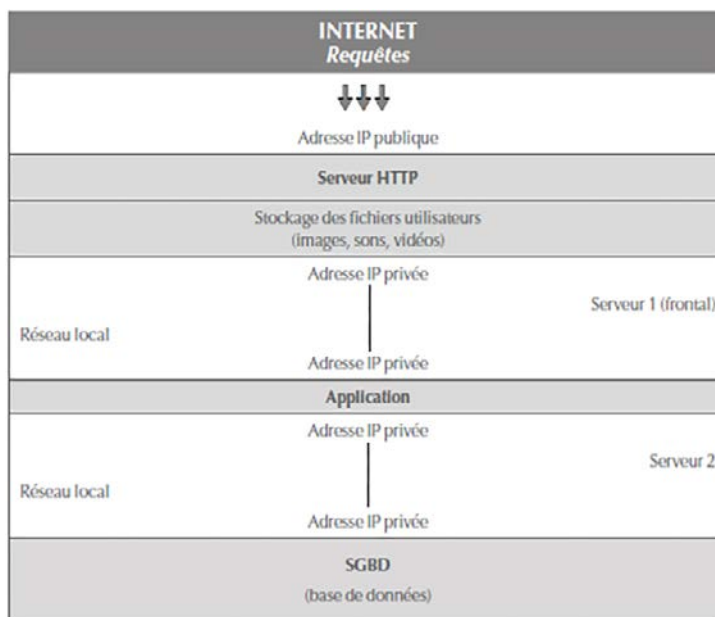 INTERNET
Requêtes
Adresse IP publique
Serveur HTTP
Stockage des fichiers utilisateurs
(images, sons, vidéos)
Adresse IP privée
Serveur 1 (frontal)
Réseau local
Adresse IP privée
Application
Adresse IP privée
Serveur 2
Réseau local
Adresse IP privée
SGBD
(base de données)